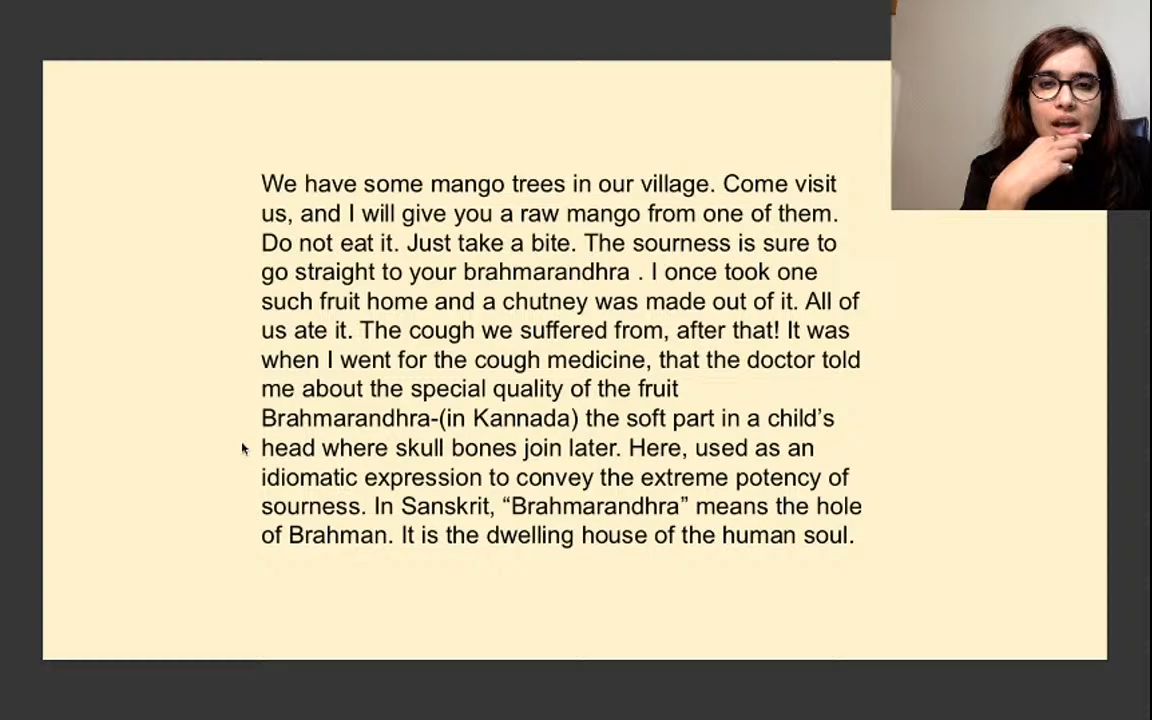 We have some mango trees in our village. Come visit
us, and I will give you a raw mango from one of them.
Do not eat it. Just take a bite. The sourness is sure to
go straight to your brahmarandhra . I once took one
such fruit home and a chutney was made out of it. All of
us ate it. The cough we suffered from, after that! It was
when I went for the cough medicine, that the doctor told
me about the special quality of the fruit
Brahmarandhra-(in Kannada) the soft part in a child’s
head where skull bones join later. Here, used as an
idiomatic expression to convey the extreme potency of
sourness. In Sanskrit, “Brahmarandhra” means the hole
of Brahman. It is the dwelling house of the human soul.